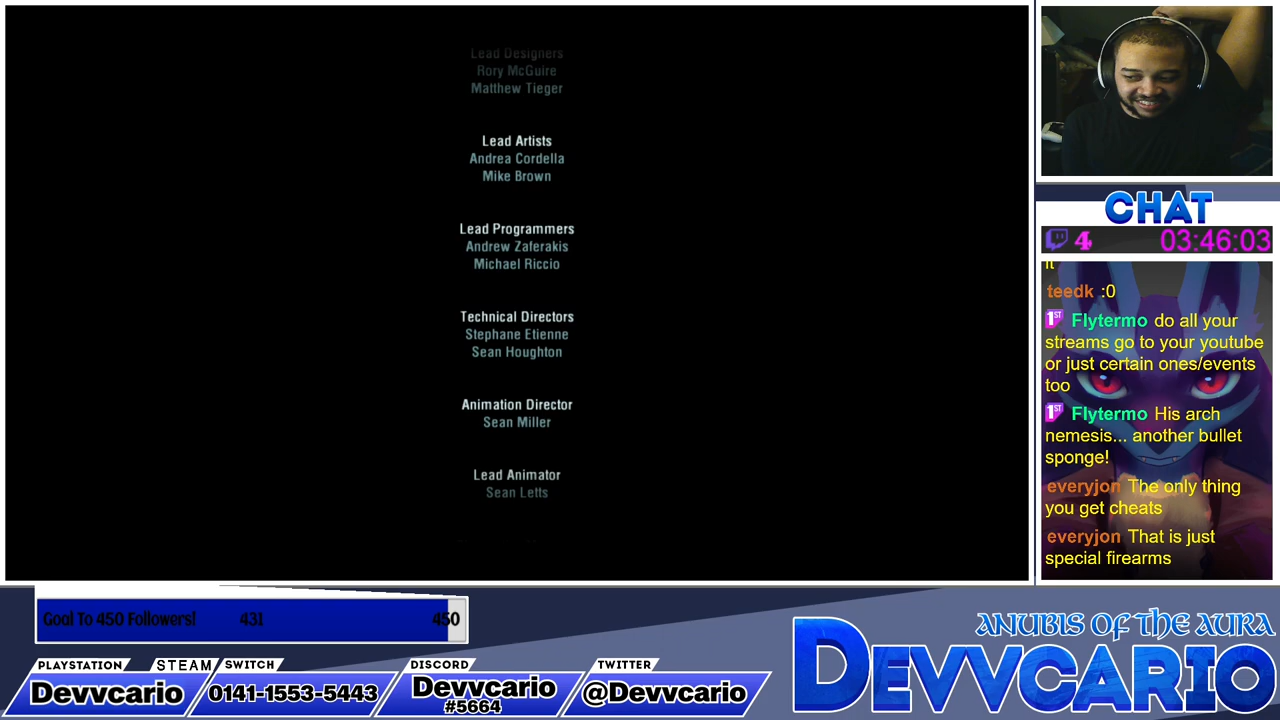 Lead Designers
Rory McGuire
Matthew Tieger
Lead Artists
Andrea Cordella
Mike Brown
Lead Programmers
Andrew Zaferakis
Michael Riccio
Technical Directors
Stephane Etienne
Sean Houghton
Animation Director
Sean Miller
Lead Animator
Sean Letts
CHAT
4 03:46:03
it
teedk :0
1ST Flytermo do all your
streams go to your youtube
or just certain ones/events
too
1ST Flytermo His arch
nemesis... another bullet
sponge!
everyjon The only thing
you get cheats
everyjon That is just
special firearms
Goal To 450 Followers! 431 450
PLAYSTATION STEAM SWITCH DISCORD TWITTER
Devvcario 0141-1553-5443 Devvcario #5664 @Devvcario
ANUBIS OF THE AURA
DEVVCARIO